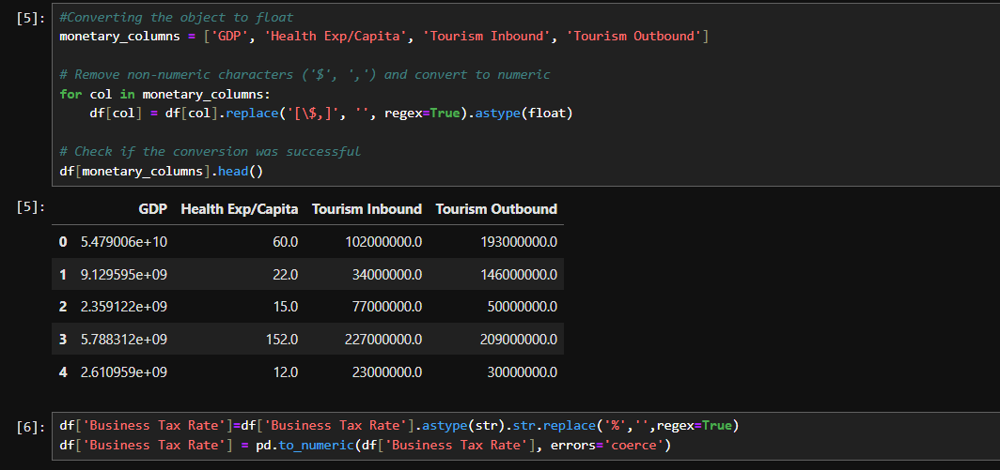 [5]: #Converting the object to float
monetary_columns = ['GDP', 'Health Exp/Capita', 'Tourism Inbound', 'Tourism Outbound']
# Remove non-numeric characters ('$', ',') and convert to numeric
for col in monetary_columns:
    df[col] = df[col].replace('[\$,]', '', regex=True).astype(float)
# Check if the conversion was successful
df[monetary_columns].head()
[5]: GDP Health Exp/Capita Tourism Inbound Tourism Outbound
0 5.479006e+10 60.0 102000000.0 193000000.0
1 9.129595e+09 22.0 34000000.0 146000000.0
2 2.359122e+09 15.0 77000000.0 50000000.0
3 5.788312e+09 152.0 227000000.0 209000000.0
4 2.610959e+09 12.0 23000000.0 30000000.0
[6]: df['Business Tax Rate']=df['Business Tax Rate'].astype(str).str.replace('%','',regex=True)
df['Business Tax Rate'] = pd.to_numeric(df['Business Tax Rate'], errors='coerce')